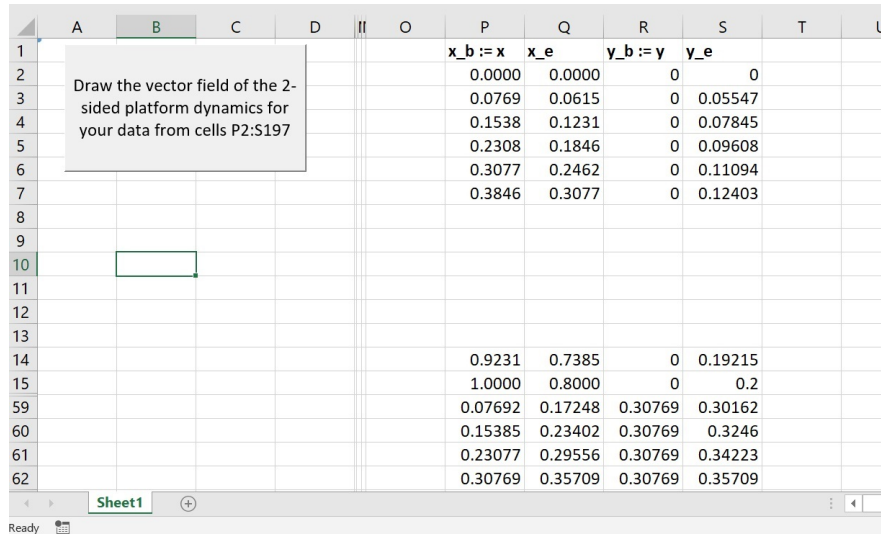 A B C D O P Q R S T
1 x_b := x x_e y_b := y y_e
Draw the vector field of the 2-
sided platform dynamics for
your data from cells P2:S197
2 0.0000 0.0000 0 0
3 0.0769 0.0615 0 0.05547
4 0.1538 0.1231 0 0.07845
5 0.2308 0.1846 0 0.09608
6 0.3077 0.2462 0 0.11094
7 0.3846 0.3077 0 0.12403
8
9
10
11
12
13
14 0.9231 0.7385 0 0.19215
15 1.0000 0.8000 0 0.2
59 0.07692 0.17248 0.30769 0.30162
60 0.15385 0.23402 0.30769 0.3246
61 0.23077 0.29556 0.30769 0.34223
62 0.30769 0.35709 0.30769 0.35709
Sheet1
Ready